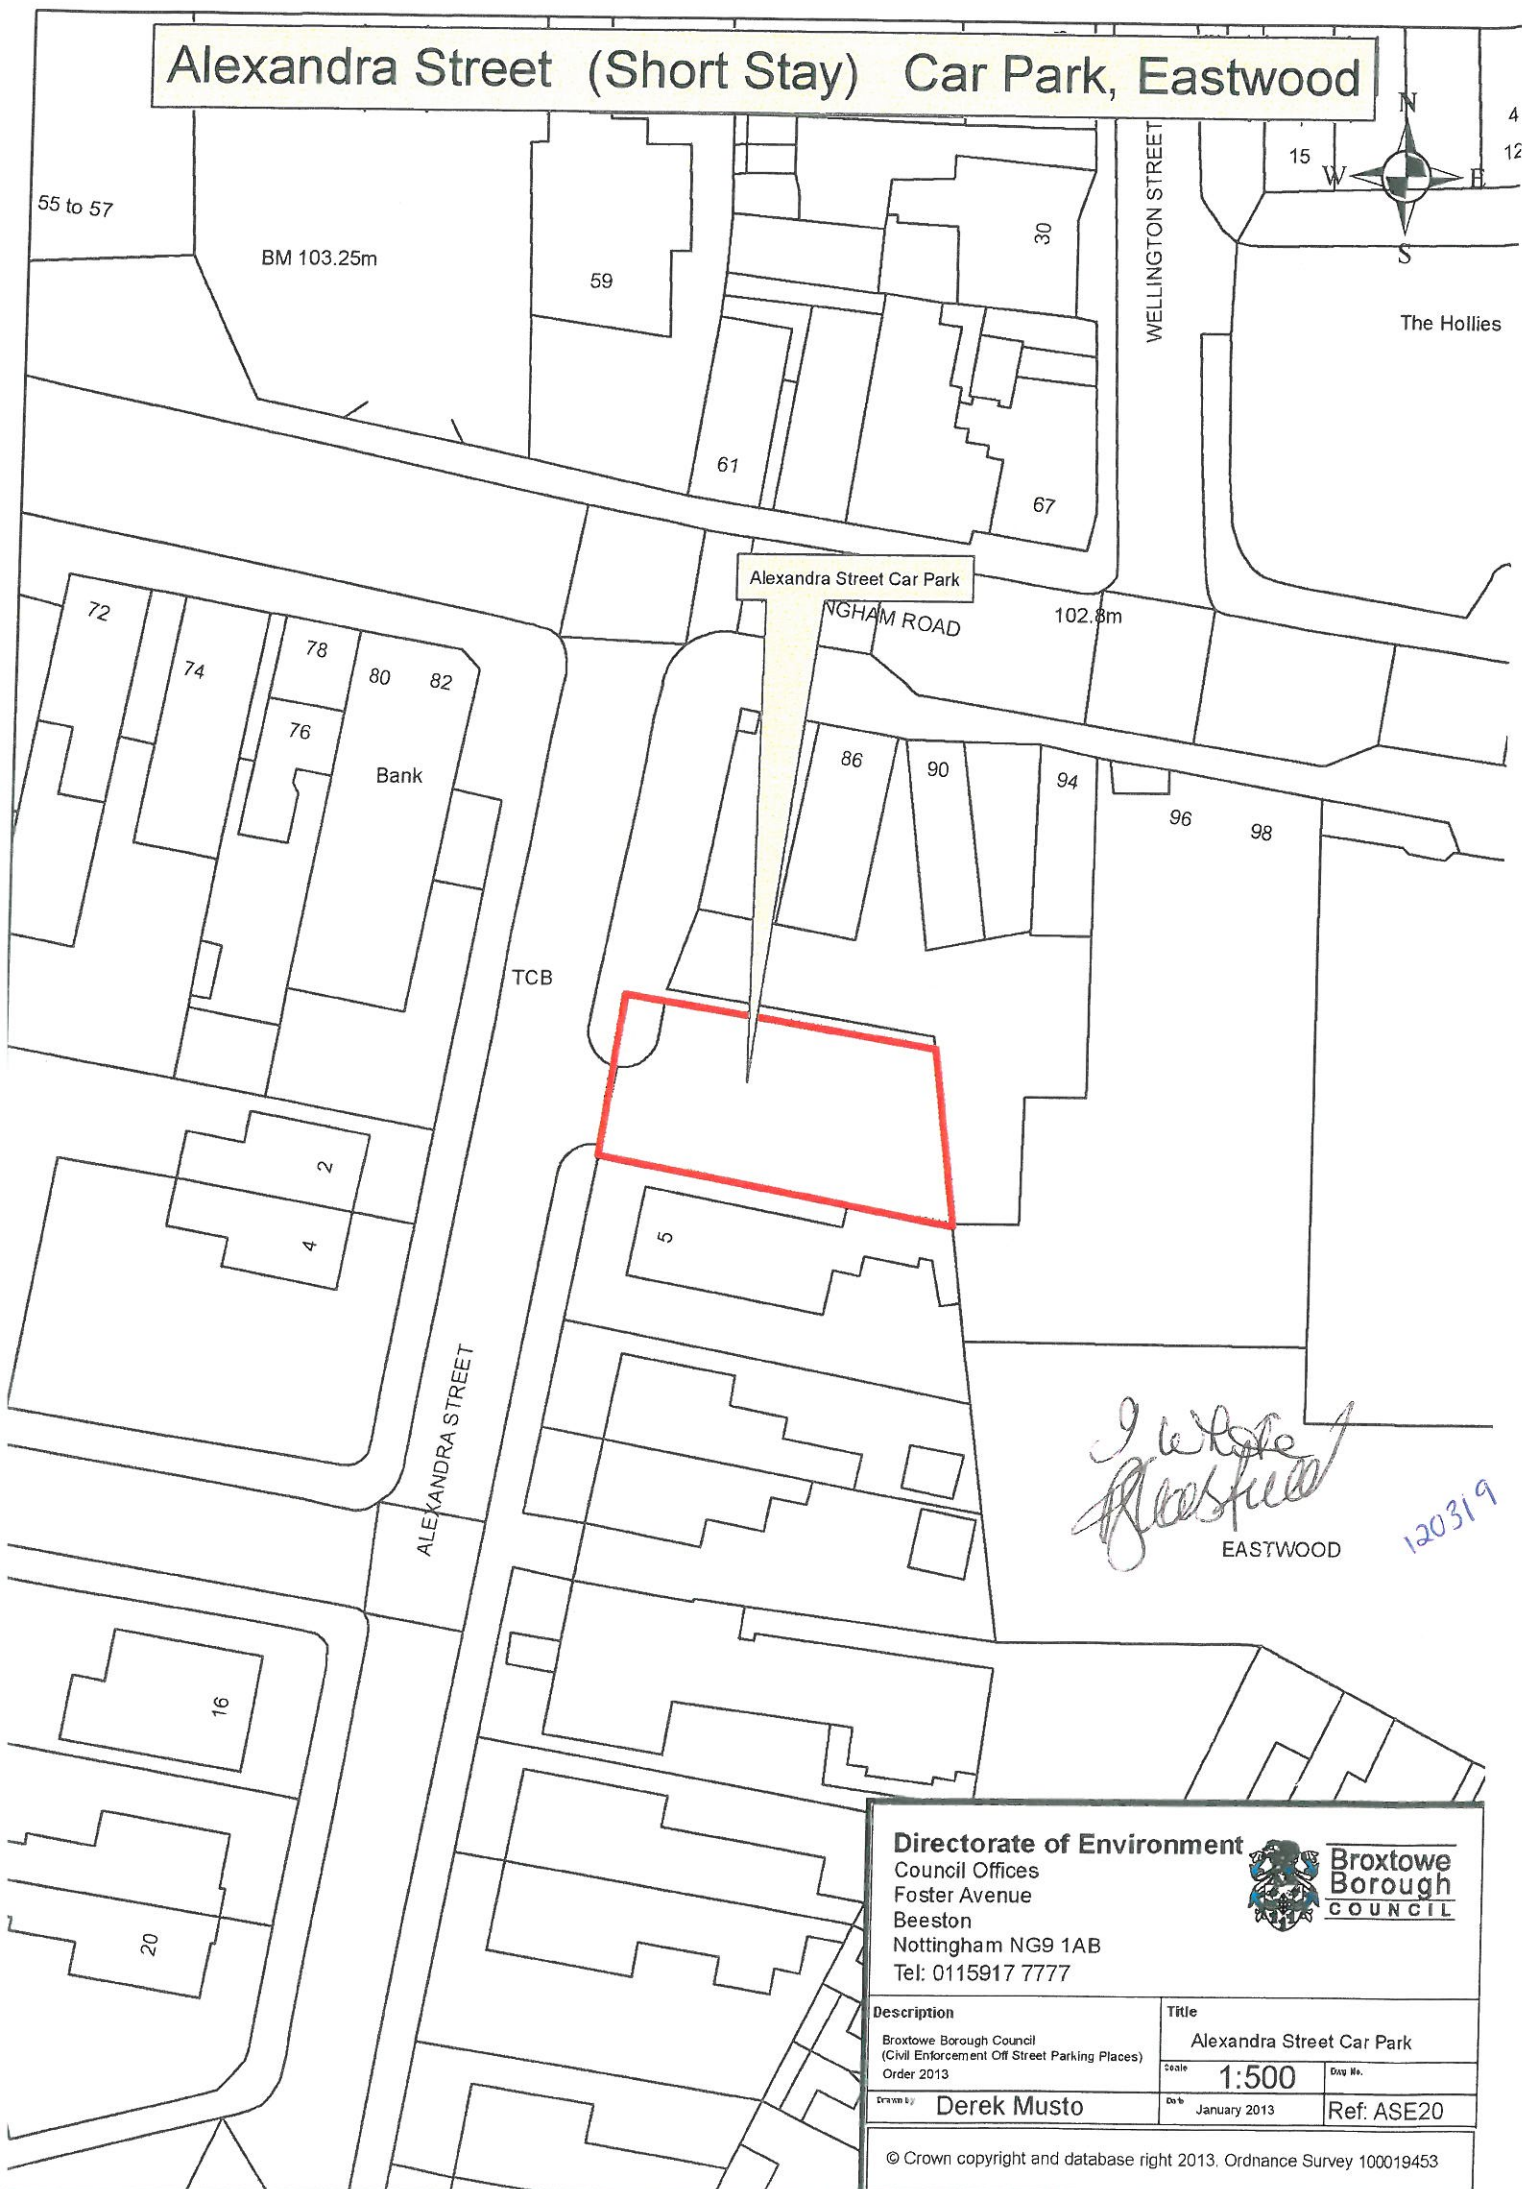 Alexandra Street (Short Stay) Car Park, Eastwood
N
W
E
S
4
12
15
55 to 57
BM 103.25m
59
30
WELLINGTON STREET
The Hollies
61
67
Alexandra Street Car Park
NGHAM ROAD
102.8m
72
74
78
80
82
76
Bank
86
90
94
96
98
TCB
2
4
5
ALEXANDRA STREET
EASTWOOD
120319
16
20
Directorate of Environment
Council Offices
Foster Avenue
Beeston
Nottingham NG9 1AB
Tel: 0115917 7777
Broxtowe
Borough
COUNCIL
Description
Broxtowe Borough Council
(Civil Enforcement Off Street Parking Places)
Order 2013
Title
Alexandra Street Car Park
Scale
1:500
Dwg No.
Drawn by
Derek Musto
Date
January 2013
Ref: ASE20
© Crown copyright and database right 2013. Ordnance Survey 100019453